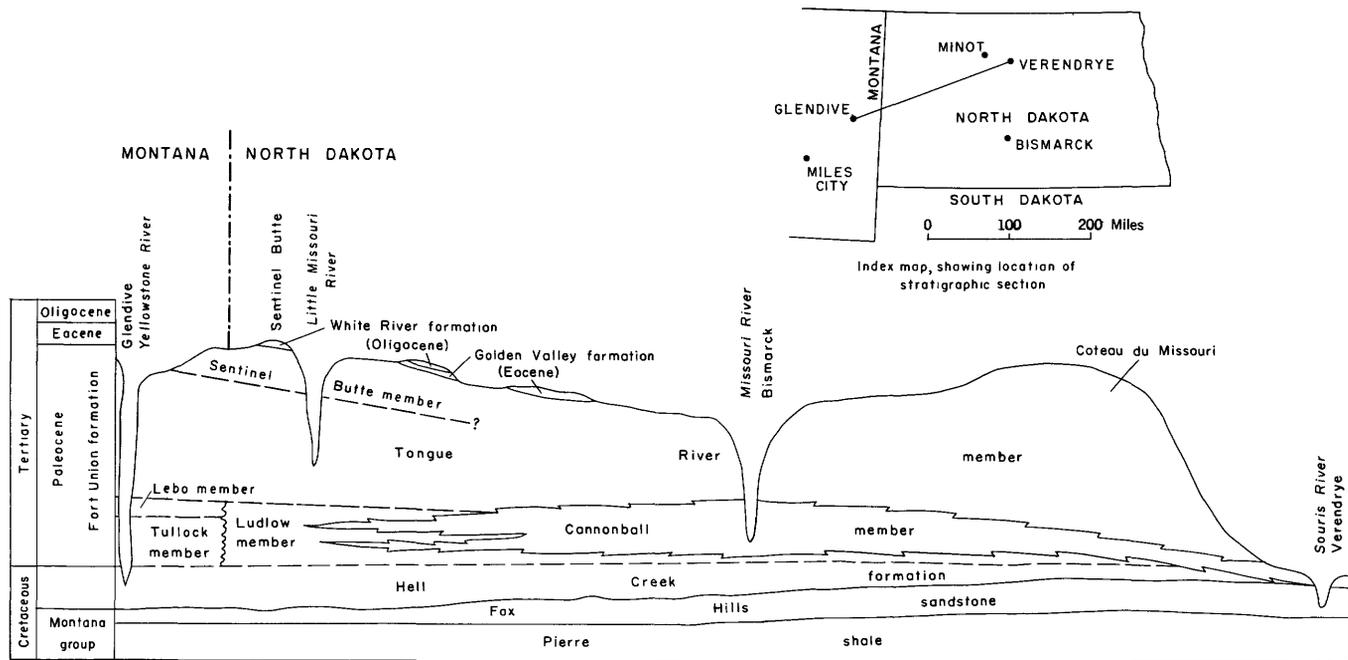 MINOT
VERENDRYE
MONTANA
GLENDIVE
NORTH DAKOTA
BISMARCK
MILES
CITY
SOUTH DAKOTA
0 100 200 Miles
Index map, showing location of
stratigraphic section
MONTANA NORTH DAKOTA
Glendive
Yellowstone River
Sentinel Butte
Little Missouri
River
White River formation
(Oligocene)
Golden Valley formation
(Eocene)
Missouri River
Bismarck
Coteau du Missouri
Souris River
Verendrye
Oligocene
Eacene
Tertiary
Paleocene
Fort Union formation
Sentinel Butte member ?
Tongue River member
Lebo member
Tullock
member
Ludlow
member
Cannonball member
Hell Creek formation
Fox Hills sandstone
Cretaceous
Montana
group
Pierre shale